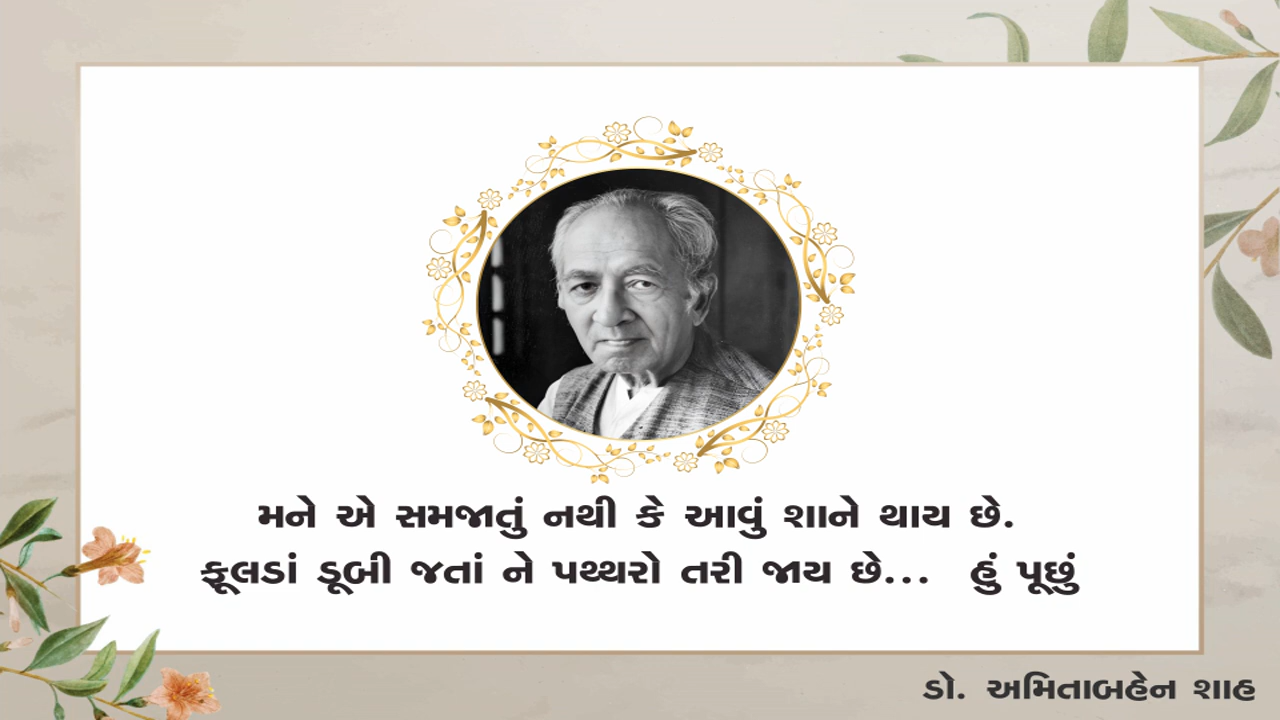 મને એ સમજાતું નથી કે આવું શાને થાય છે.
ફૂલડાં ડૂબી જતાં ને પથ્થરો તરી જાય છે... હું પૂછું
ડો. અમિતાબહેન શાહ